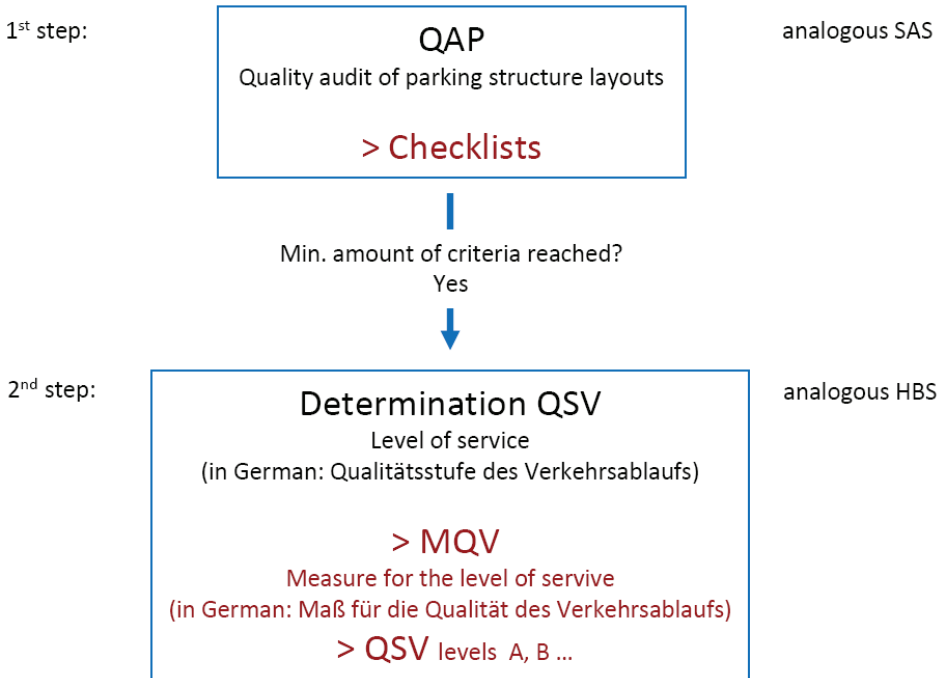 1st step:
QAP
analogous SAS
Quality audit of parking structure layouts
> Checklists
Min. amount of criteria reached?
Yes
2nd step:
Determination QSV
analogous HBS
Level of service
(in German: Qualitätsstufe des Verkehrsablaufs)
> MQV
Measure for the level of servive
(in German: Maß für die Qualität des Verkehrsablaufs)
> QSV levels A, B ...